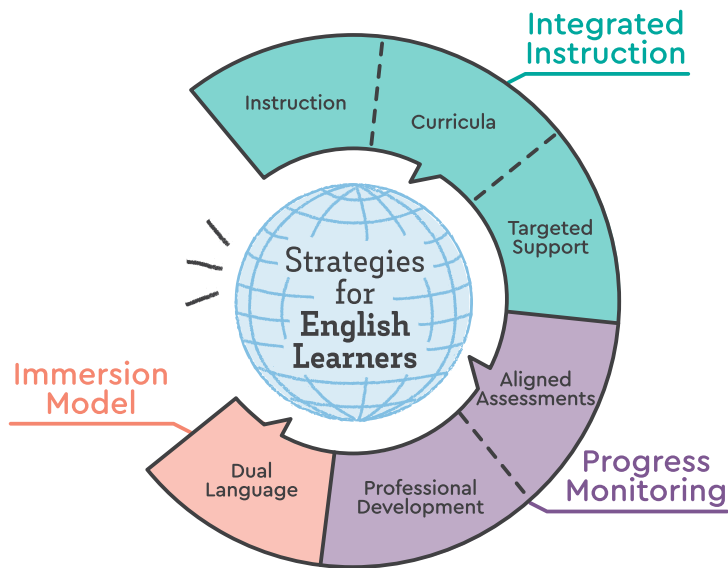 Integrated
Instruction
Instruction
Curricula
Targeted
Support
Strategies
for
English
Learners
Aligned
Assessments
Immersion
Model
Dual
Language
Professional
Development
Progress
Monitoring